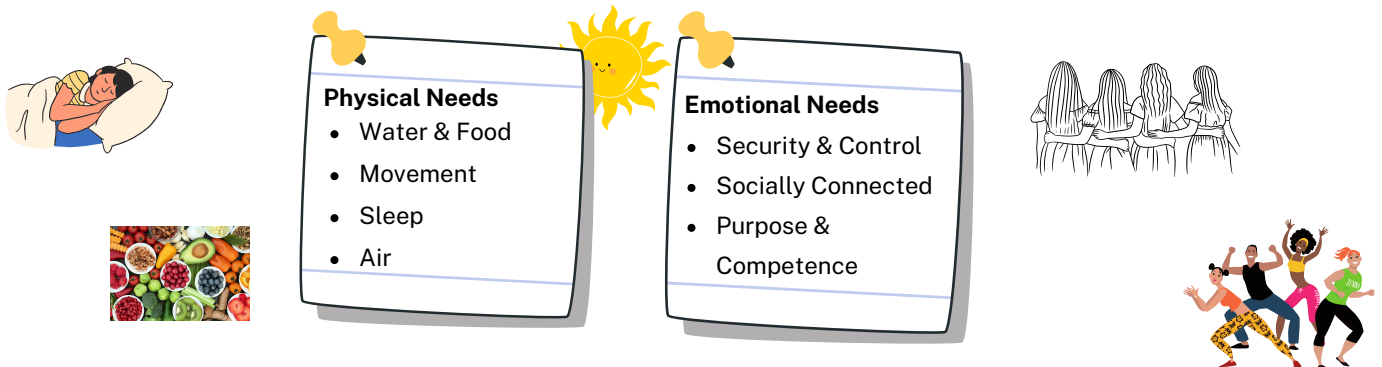 Physical Needs
• Water & Food
• Movement
• Sleep
• Air
Emotional Needs
• Security & Control
• Socially Connected
• Purpose &
Competence